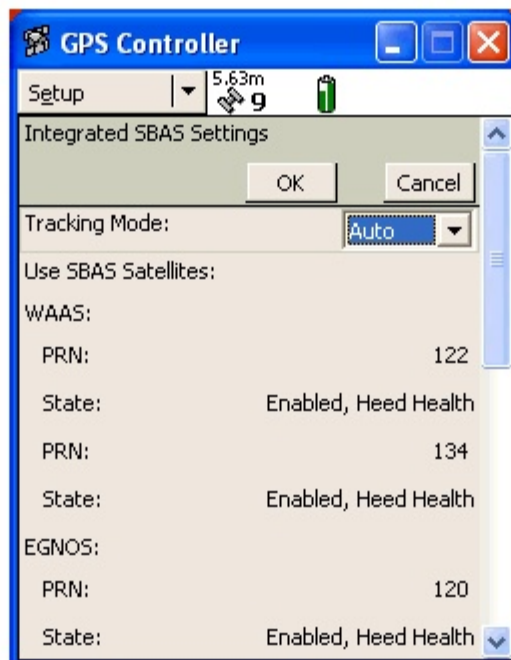 GPS Controller
Setup
5.63m
9
Integrated SBAS Settings
OK Cancel
Tracking Mode: Auto
Use SBAS Satellites:
WAAS:
PRN: 122
State: Enabled, Heed Health
PRN: 134
State: Enabled, Heed Health
EGNOS:
PRN: 120
State: Enabled, Heed Health